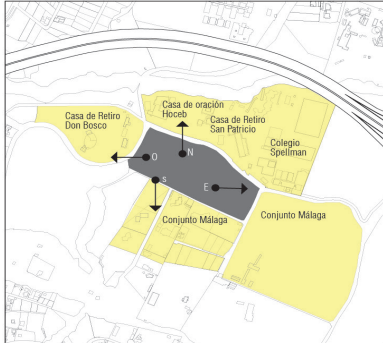 Casa de Retiro
Don Bosco
Casa de oración
Hoceb
Casa de Retiro
San Patricio
Colegio
Spellman
O
N
E
s
Conjunto Málaga
Conjunto Málaga